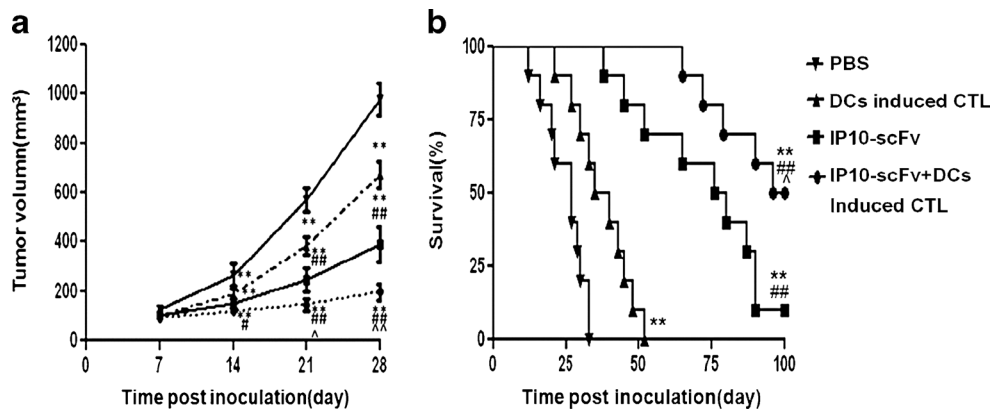 a
Tumor volumn(mm³)
1200
1000
800
600
400
200
0
0 7 14 21 28
Time post inoculation(day)
**
**
**
#
**
**
##
**
##
^
**
**
##
**
##
^^
b
Survival(%)
100
75
50
25
0
0 25 50 75 100
Time post inoculation(day)
**
**
##
^
**
##
PBS
DCs induced CTL
IP10-scFv
IP10-scFv+DCs
Induced CTL